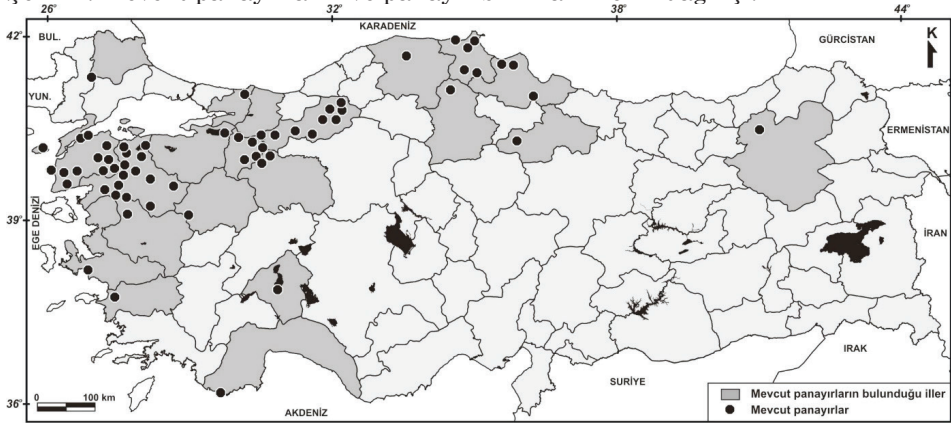 26° 32° 38° 44°
KARADENİZ
42°
BUL.
GÜRCİSTAN
K
YUN.
ERMENİSTAN
EGE DENİZİ
39°
İRAN
IRAK
SURİYE
Mevcut panayırların bulunduğu iller
Mevcut panayırlar
36°
0 100 km
AKDENİZ